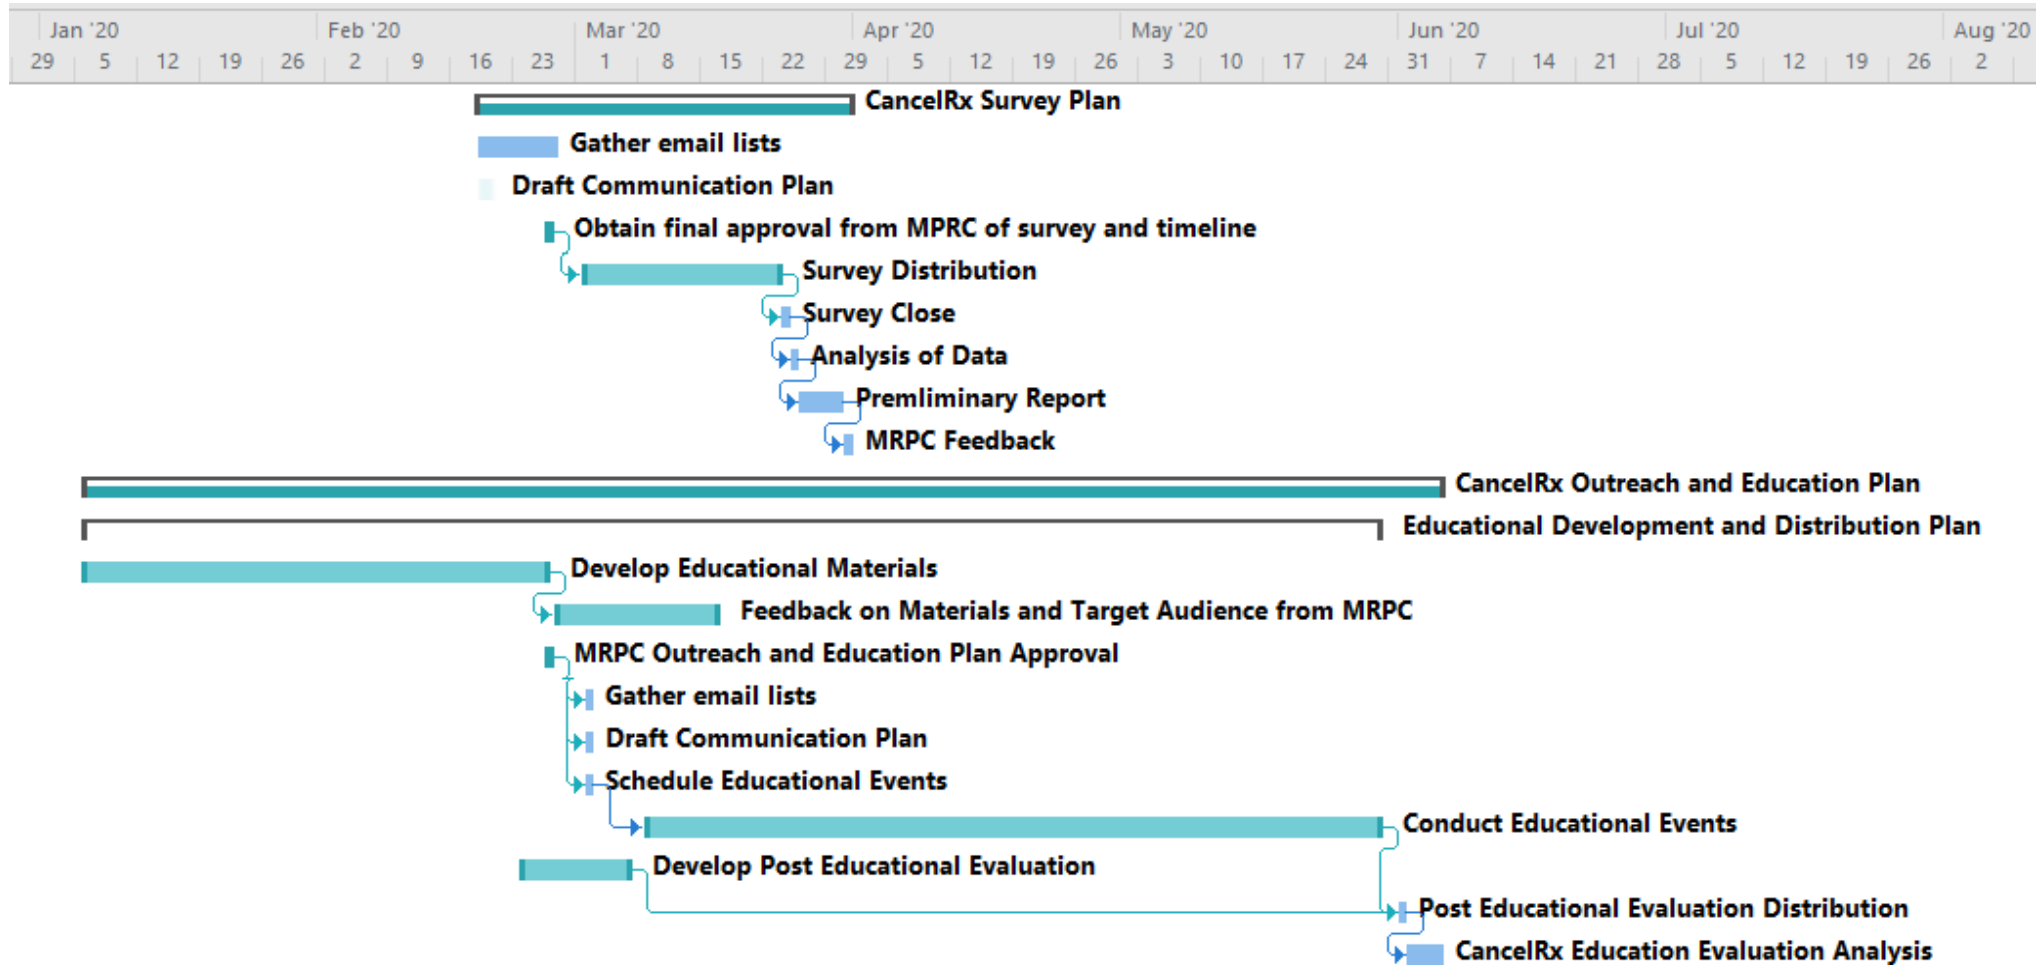 Jan '20 Feb '20 Mar '20 Apr '20 May '20 Jun '20 Jul '20 Aug '20
29 5 12 19 26 2 9 16 23 1 8 15 22 29 5 12 19 26 3 10 17 24 31 7 14 21 28 5 12 19 26 2
CancelRx Survey Plan
Gather email lists
Draft Communication Plan
Obtain final approval from MPRC of survey and timeline
Survey Distribution
Survey Close
Analysis of Data
Premliminary Report
MRPC Feedback
CancelRx Outreach and Education Plan
Educational Development and Distribution Plan
Develop Educational Materials
Feedback on Materials and Target Audience from MRPC
MRPC Outreach and Education Plan Approval
Gather email lists
Draft Communication Plan
Schedule Educational Events
Conduct Educational Events
Develop Post Educational Evaluation
Post Educational Evaluation Distribution
CancelRx Education Evaluation Analysis